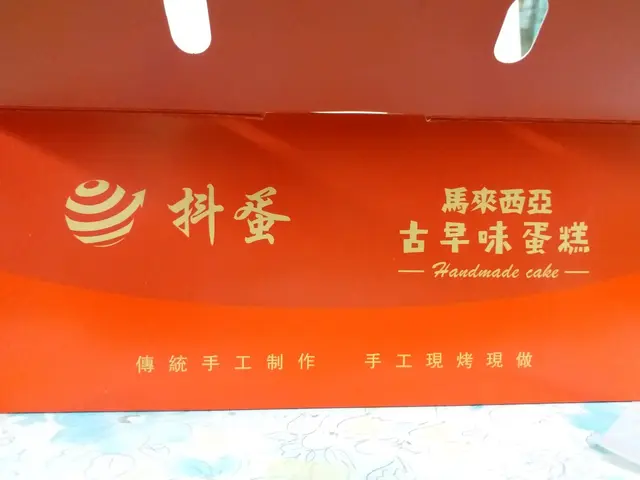 抖蛋
馬來西亞
古早味蛋糕
Handmade cake
傳統手工制作 手工現烤現做